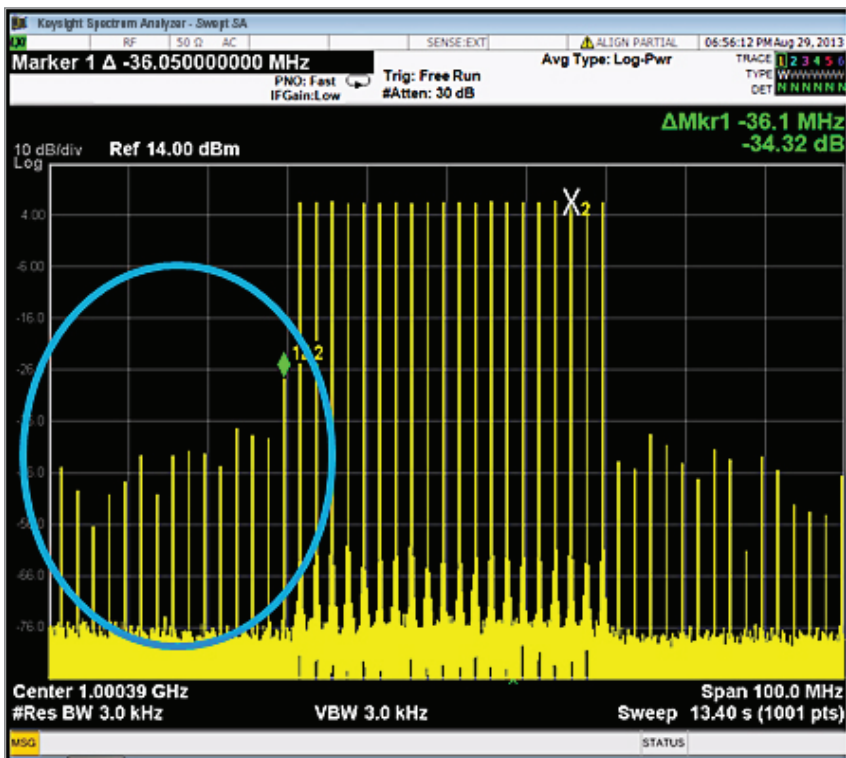 Keysight Spectrum Analyzer - Swept SA
RF 50 Ω AC SENSE:EXT ALIGN PARTIAL 06:56:12 PM Aug 29, 2013
Marker 1 Δ -36.050000000 MHz
PNO: Fast
IFGain:Low
Trig: Free Run
#Atten: 30 dB
Avg Type: Log-Pwr
TRACE 1 2 3 4 5 6
TYPE W
DET N N N N N N
ΔMkr1 -36.1 MHz
-34.32 dB
10 dB/div Ref 14.00 dBm
Log
4.00
-6.00
-16.0
X2
-76.0
-66.0
Center 1.00039 GHz
Span 100.0 MHz
#Res BW 3.0 kHz
VBW 3.0 kHz
Sweep 13.40 s (1001 pts)
MSG
STATUS